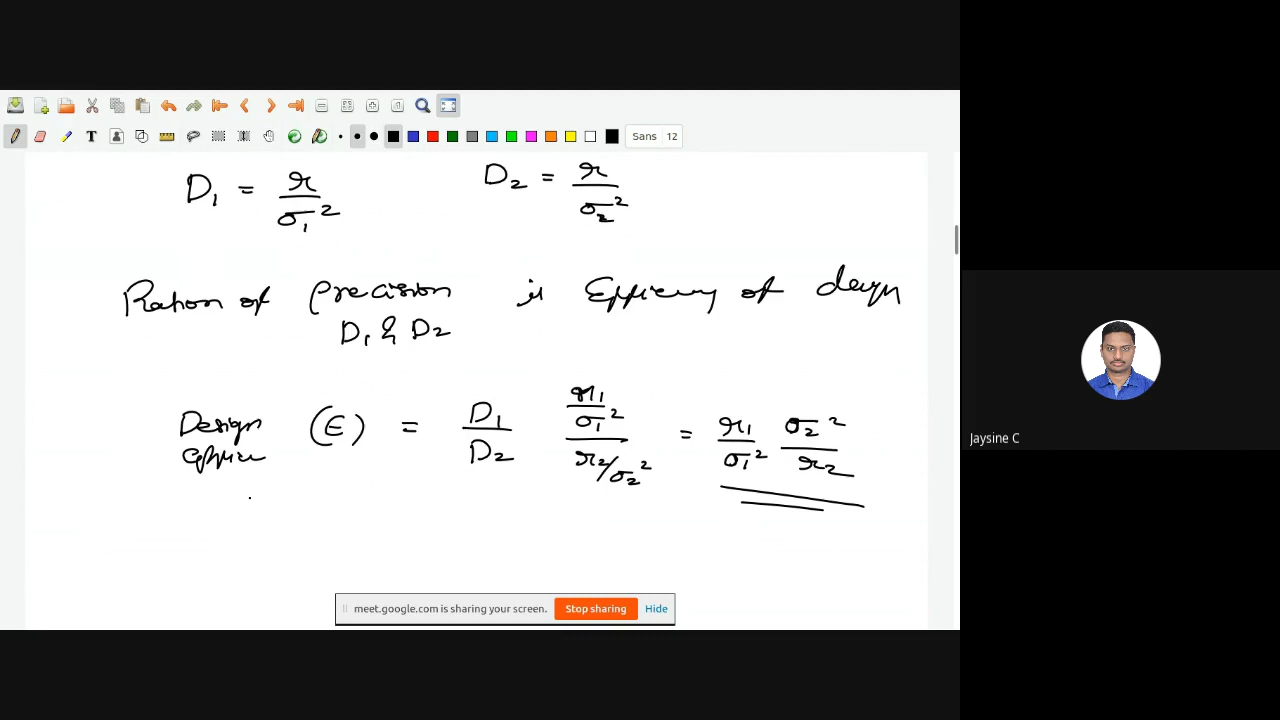 Sans 12
D₁ = r/σ₁² D₂ = r/σ₂²
Ration of precision is Efficiency of design
D₁ & D₂
Design (E) = D₁/D₂ (r₁/σ₁²)/(r₂/σ₂²) = r₁/σ₁² σ₂²/r₂
Jaysine C
meet.google.com is sharing your screen. Stop sharing Hide